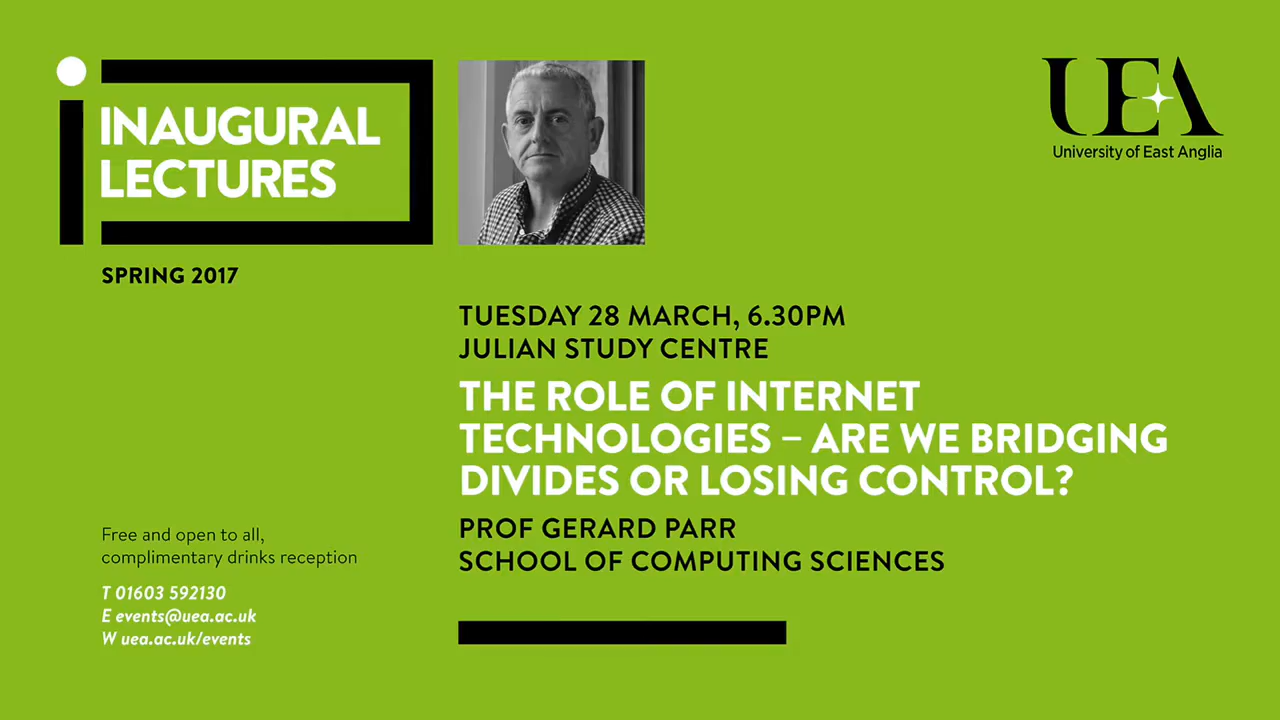 INAUGURAL
LECTURES
SPRING 2017
UEA
University of East Anglia
TUESDAY 28 MARCH, 6.30PM
JULIAN STUDY CENTRE
THE ROLE OF INTERNET
TECHNOLOGIES – ARE WE BRIDGING
DIVIDES OR LOSING CONTROL?
PROF GERARD PARR
SCHOOL OF COMPUTING SCIENCES
Free and open to all,
complimentary drinks reception
T 01603 592130
E events@uea.ac.uk
W uea.ac.uk/events